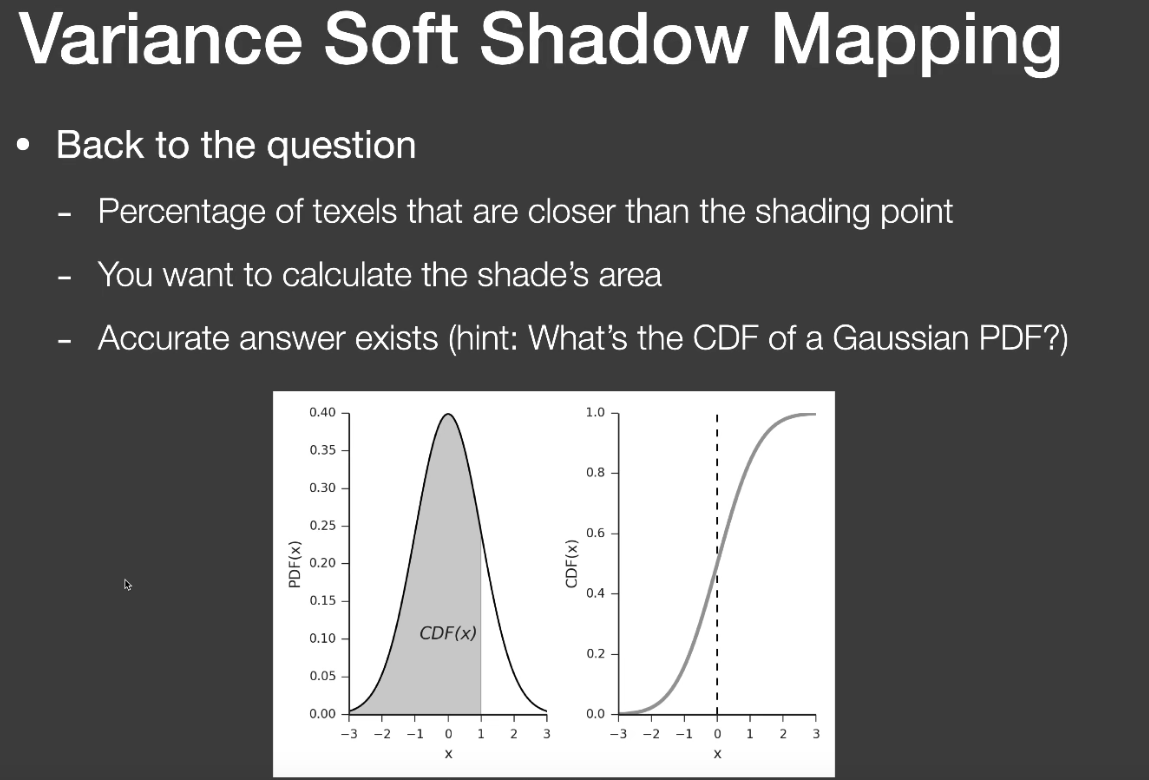 Variance Soft Shadow Mapping
• Back to the question
- Percentage of texels that are closer than the shading point
- You want to calculate the shade's area
- Accurate answer exists (hint: What's the CDF of a Gaussian PDF?)
0.40
0.35
0.30
0.25
0.20
0.15
0.10
0.05
0.00
PDF(x)
CDF(x)
−3 −2 −1 0 1 2 3
x
1.0
0.8
0.6
0.4
0.2
0.0
CDF(x)
−3 −2 −1 0 1 2 3
x